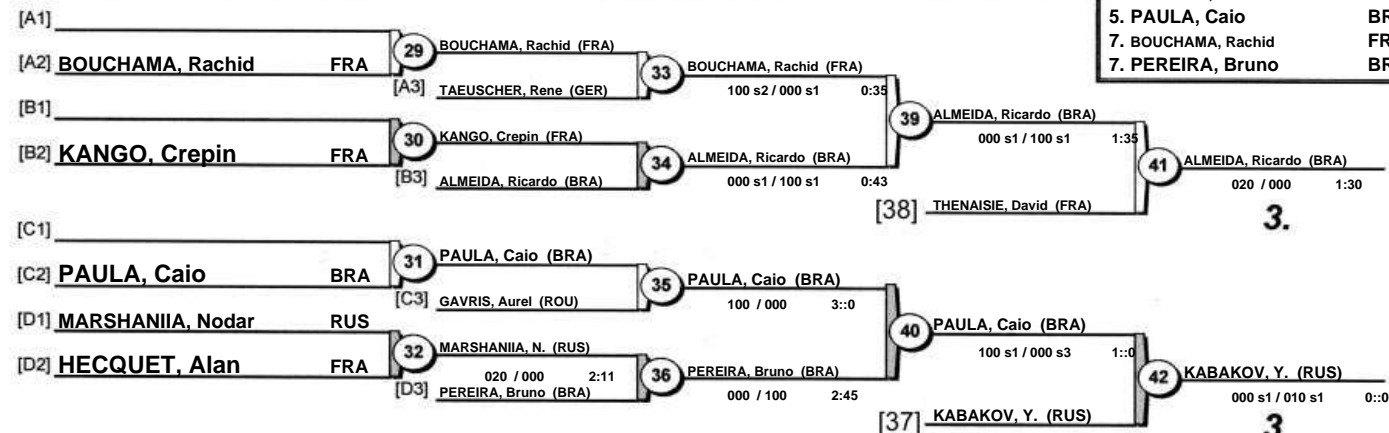 5. PAULA, Caio BR
7. BOUCHAMA, Rachid FR
7. PEREIRA, Bruno BR
[A1]
[A2] BOUCHAMA, Rachid FRA
29
BOUCHAMA, Rachid (FRA)
[A3] TAEUSCHER, Rene (GER)
33
BOUCHAMA, Rachid (FRA)
100 s2 / 000 s1 0:35
[B1]
[B2] KANGO, Crepin FRA
30
KANGO, Crepin (FRA)
[B3] ALMEIDA, Ricardo (BRA)
34
ALMEIDA, Ricardo (BRA)
000 s1 / 100 s1 0:43
39
ALMEIDA, Ricardo (BRA)
000 s1 / 100 s1 1:35
[38] THENAISIE, David (FRA)
41
ALMEIDA, Ricardo (BRA)
020 / 000 1:30
3.
[C1]
[C2] PAULA, Caio BRA
31
PAULA, Caio (BRA)
[C3] GAVRIS, Aurel (ROU)
35
PAULA, Caio (BRA)
100 / 000 3::0
[D1] MARSHANIIA, Nodar RUS
[D2] HECQUET, Alan FRA
32
MARSHANIIA, N. (RUS)
020 / 000 2:11
[D3] PEREIRA, Bruno (BRA)
36
PEREIRA, Bruno (BRA)
000 / 100 2:45
40
PAULA, Caio (BRA)
100 s1 / 000 s3 1::0
[37] KABAKOV, Y. (RUS)
42
KABAKOV, Y. (RUS)
000 s1 / 010 s1 0::0
3